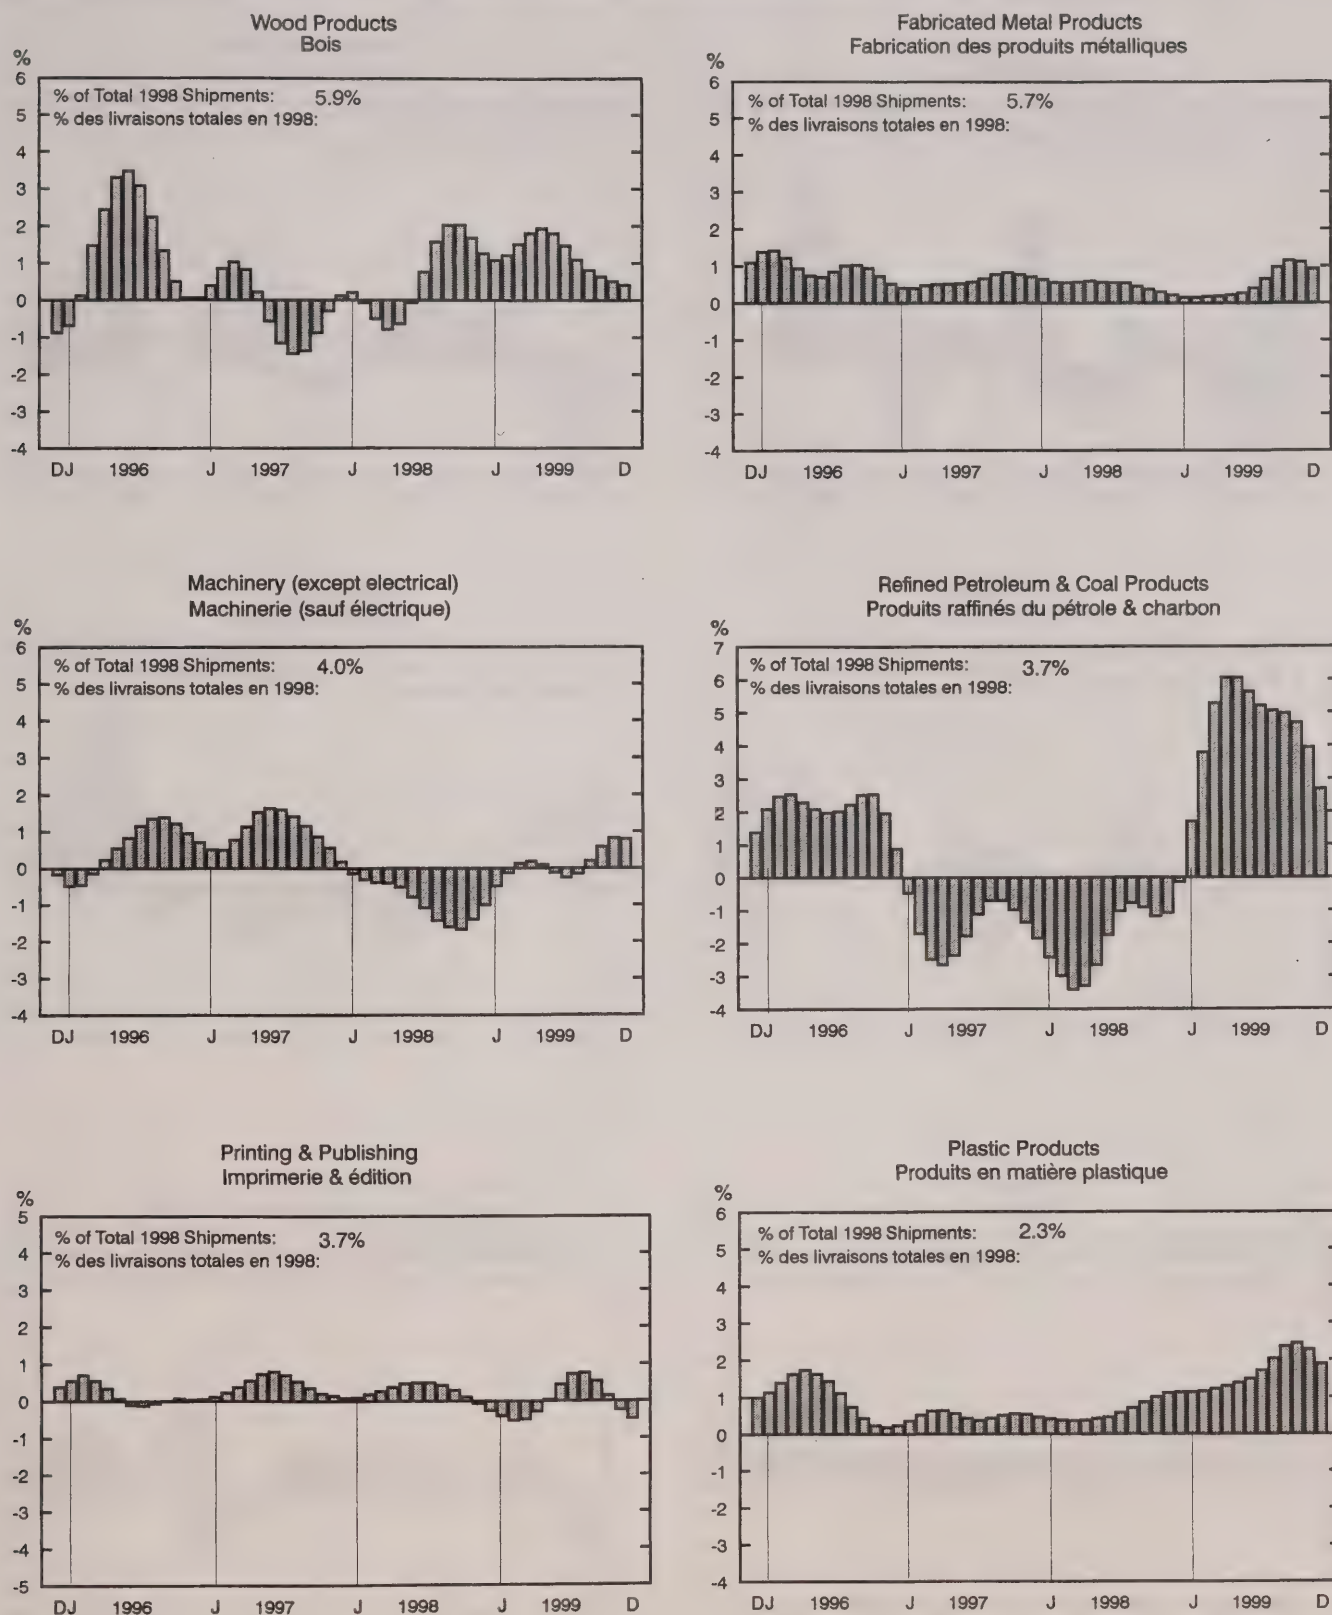 Wood Products
Bois
%
6
% of Total 1998 Shipments: 5.9%
% des livraisons totales en 1998:
5
4
3
2
1
0
-1
-2
-3
-4
DJ 1996 J 1997 J 1998 J 1999 D
Fabricated Metal Products
Fabrication des produits métalliques
%
6
% of Total 1998 Shipments: 5.7%
% des livraisons totales en 1998:
5
4
3
2
1
0
-1
-2
-3
-4
DJ 1996 J 1997 J 1998 J 1999 D
Machinery (except electrical)
Machinerie (sauf électrique)
%
6
% of Total 1998 Shipments: 4.0%
% des livraisons totales en 1998:
5
4
3
2
1
0
-1
-2
-3
-4
DJ 1996 J 1997 J 1998 J 1999 D
Refined Petroleum & Coal Products
Produits raffinés du pétrole & charbon
%
7
% of Total 1998 Shipments: 3.7%
% des livraisons totales en 1998:
6
5
4
3
2
1
0
-1
-2
-3
-4
DJ 1996 J 1997 J 1998 J 1999 D
Printing & Publishing
Imprimerie & édition
%
5
% of Total 1998 Shipments: 3.7%
% des livraisons totales en 1998:
4
3
2
1
0
-1
-2
-3
-4
-5
DJ 1996 J 1997 J 1998 J 1999 D
Plastic Products
Produits en matière plastique
%
6
% of Total 1998 Shipments: 2.3%
% des livraisons totales en 1998:
5
4
3
2
1
0
-1
-2
-3
-4
DJ 1996 J 1997 J 1998 J 1999 D